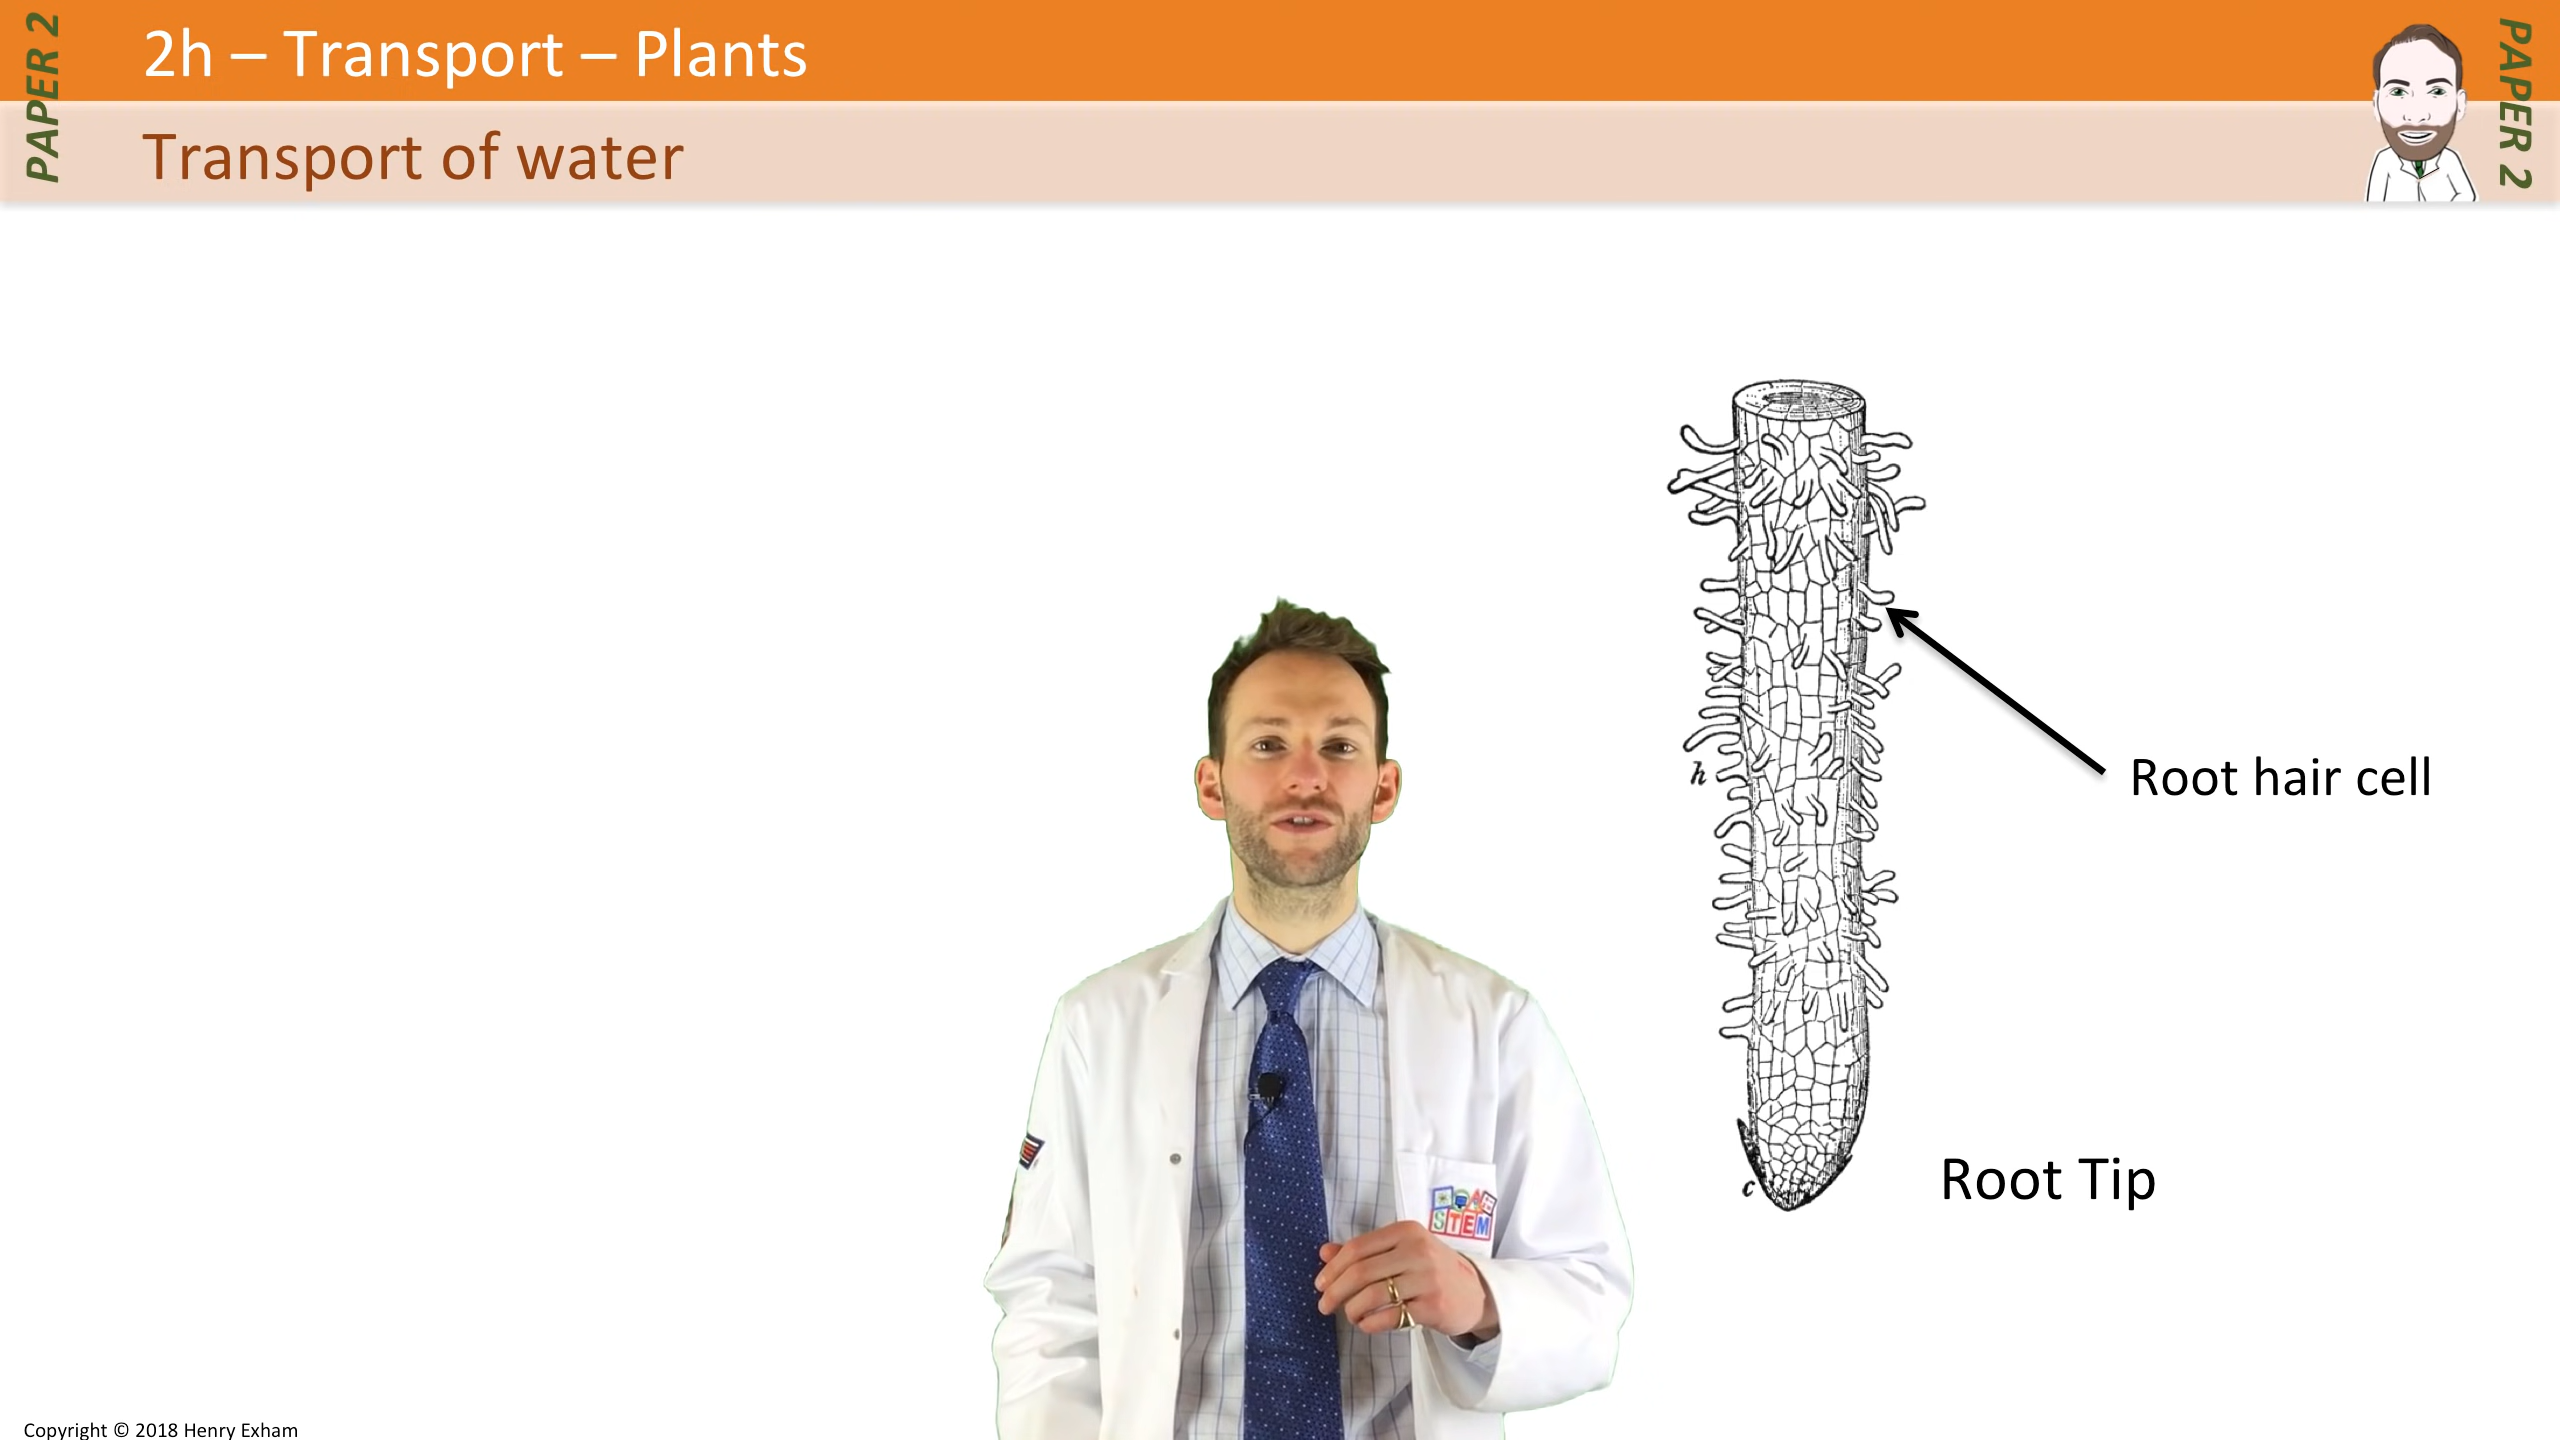 PAPER 2
2h – Transport – Plants
PAPER 2
Transport of water
h
Root hair cell
c
Root Tip
STEM
Copyright © 2018 Henry Exham